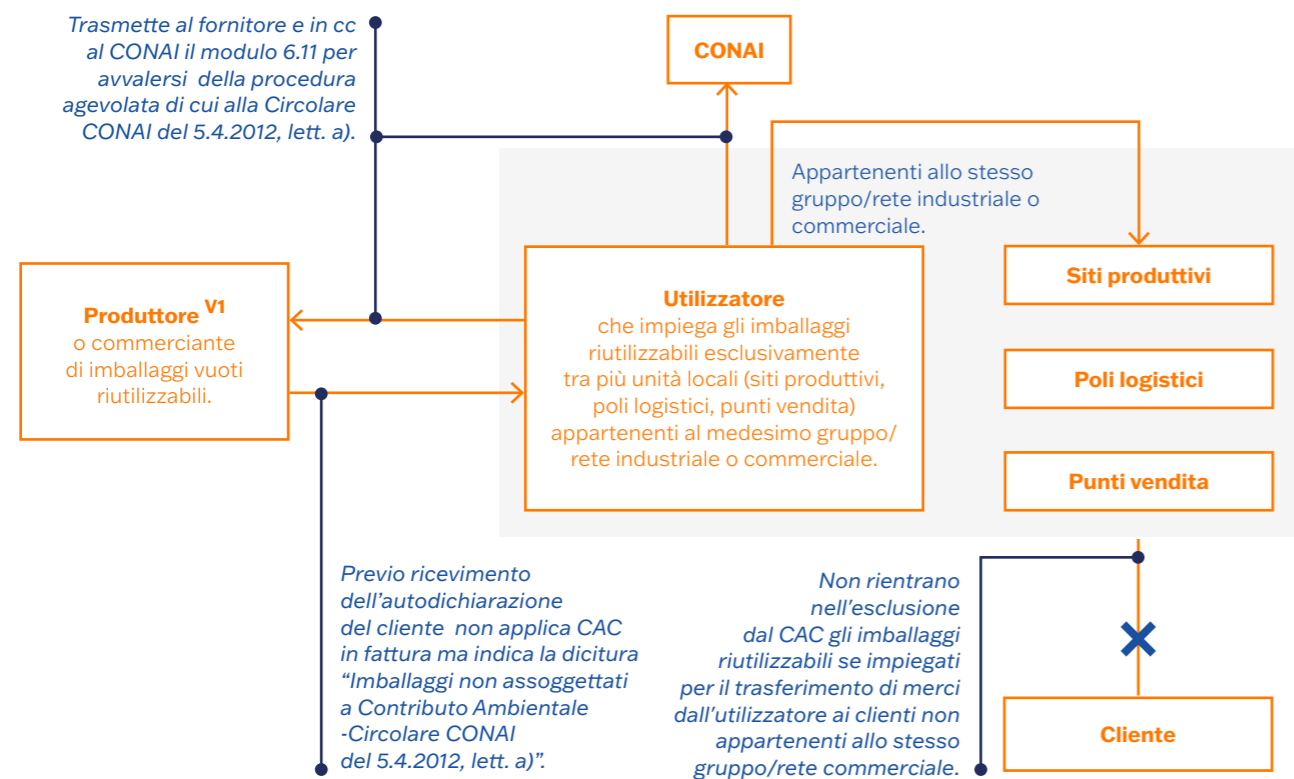 Trasmette al fornitore e in cc
al CONAI il modulo 6.11 per
avvalersi della procedura
agevolata di cui alla Circolare
CONAI del 5.4.2012, lett. a).
CONAI
Appartenenti allo stesso
gruppo/rete industriale o
commerciale.
Produttore V1
o commerciante
di imballaggi vuoti
riutilizzabili.
Utilizzatore
che impiega gli imballaggi
riutilizzabili esclusivamente
tra più unità locali (siti produttivi,
poli logistici, punti vendita)
appartenenti al medesimo gruppo/
rete industriale o commerciale.
Siti produttivi
Poli logistici
Punti vendita
Previo ricevimento
dell'autodichiarazione
del cliente non applica CAC
in fattura ma indica la dicitura
“Imballaggi non assoggettati
a Contributo Ambientale
-Circolare CONAI
del 5.4.2012, lett. a)”.
Non rientrano
nell'esclusione
dal CAC gli imballaggi
riutilizzabili se impiegati
per il trasferimento di merci
dall'utilizzatore ai clienti non
appartenenti allo stesso
gruppo/rete commerciale.
Cliente